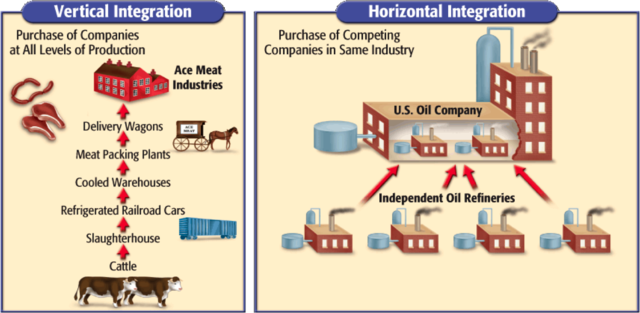 Vertical Integration
Purchase of Companies
at All Levels of Production
Ace Meat
Industries
Delivery Wagons
ACE
MEAT
Meat Packing Plants
Cooled Warehouses
Refrigerated Railroad Cars
Slaughterhouse
Cattle
Horizontal Integration
Purchase of Competing
Companies in Same Industry
U.S. Oil Company
Independent Oil Refineries